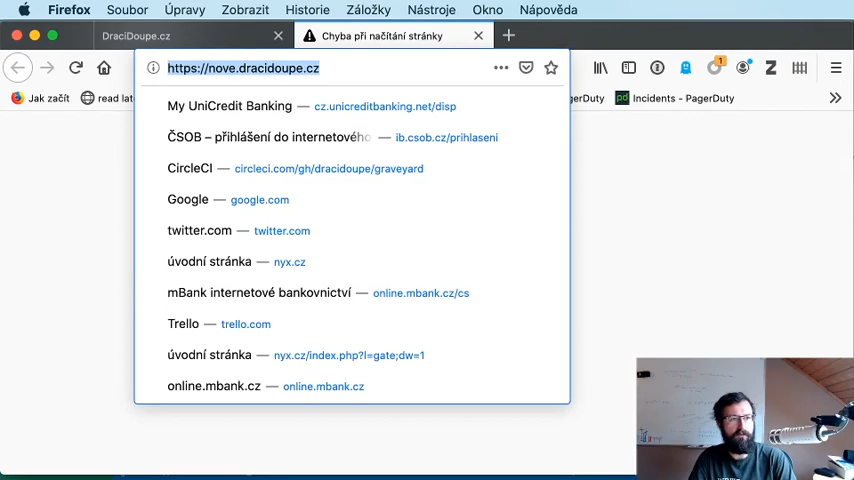 Firefox Soubor Úpravy Zobrazit Historie Záložky Nástroje Okno Nápověda
DraciDoupe.cz Chyba při načítání stránky
https://nove.dracidoupe.cz 1
Jak začít read late gerDuty pd Incidents - PagerDuty
My UniCredit Banking — cz.unicreditbanking.net/disp
ČSOB – přihlášení do internetového — ib.csob.cz/prihlaseni
CircleCI — circleci.com/gh/dracidoupe/graveyard
Google — google.com
twitter.com — twitter.com
úvodní stránka — nyx.cz
mBank internetové bankovnictví — online.mbank.cz/cs
Trello — trello.com
úvodní stránka — nyx.cz/index.php?l=gate;dw=1
online.mbank.cz — online.mbank.cz